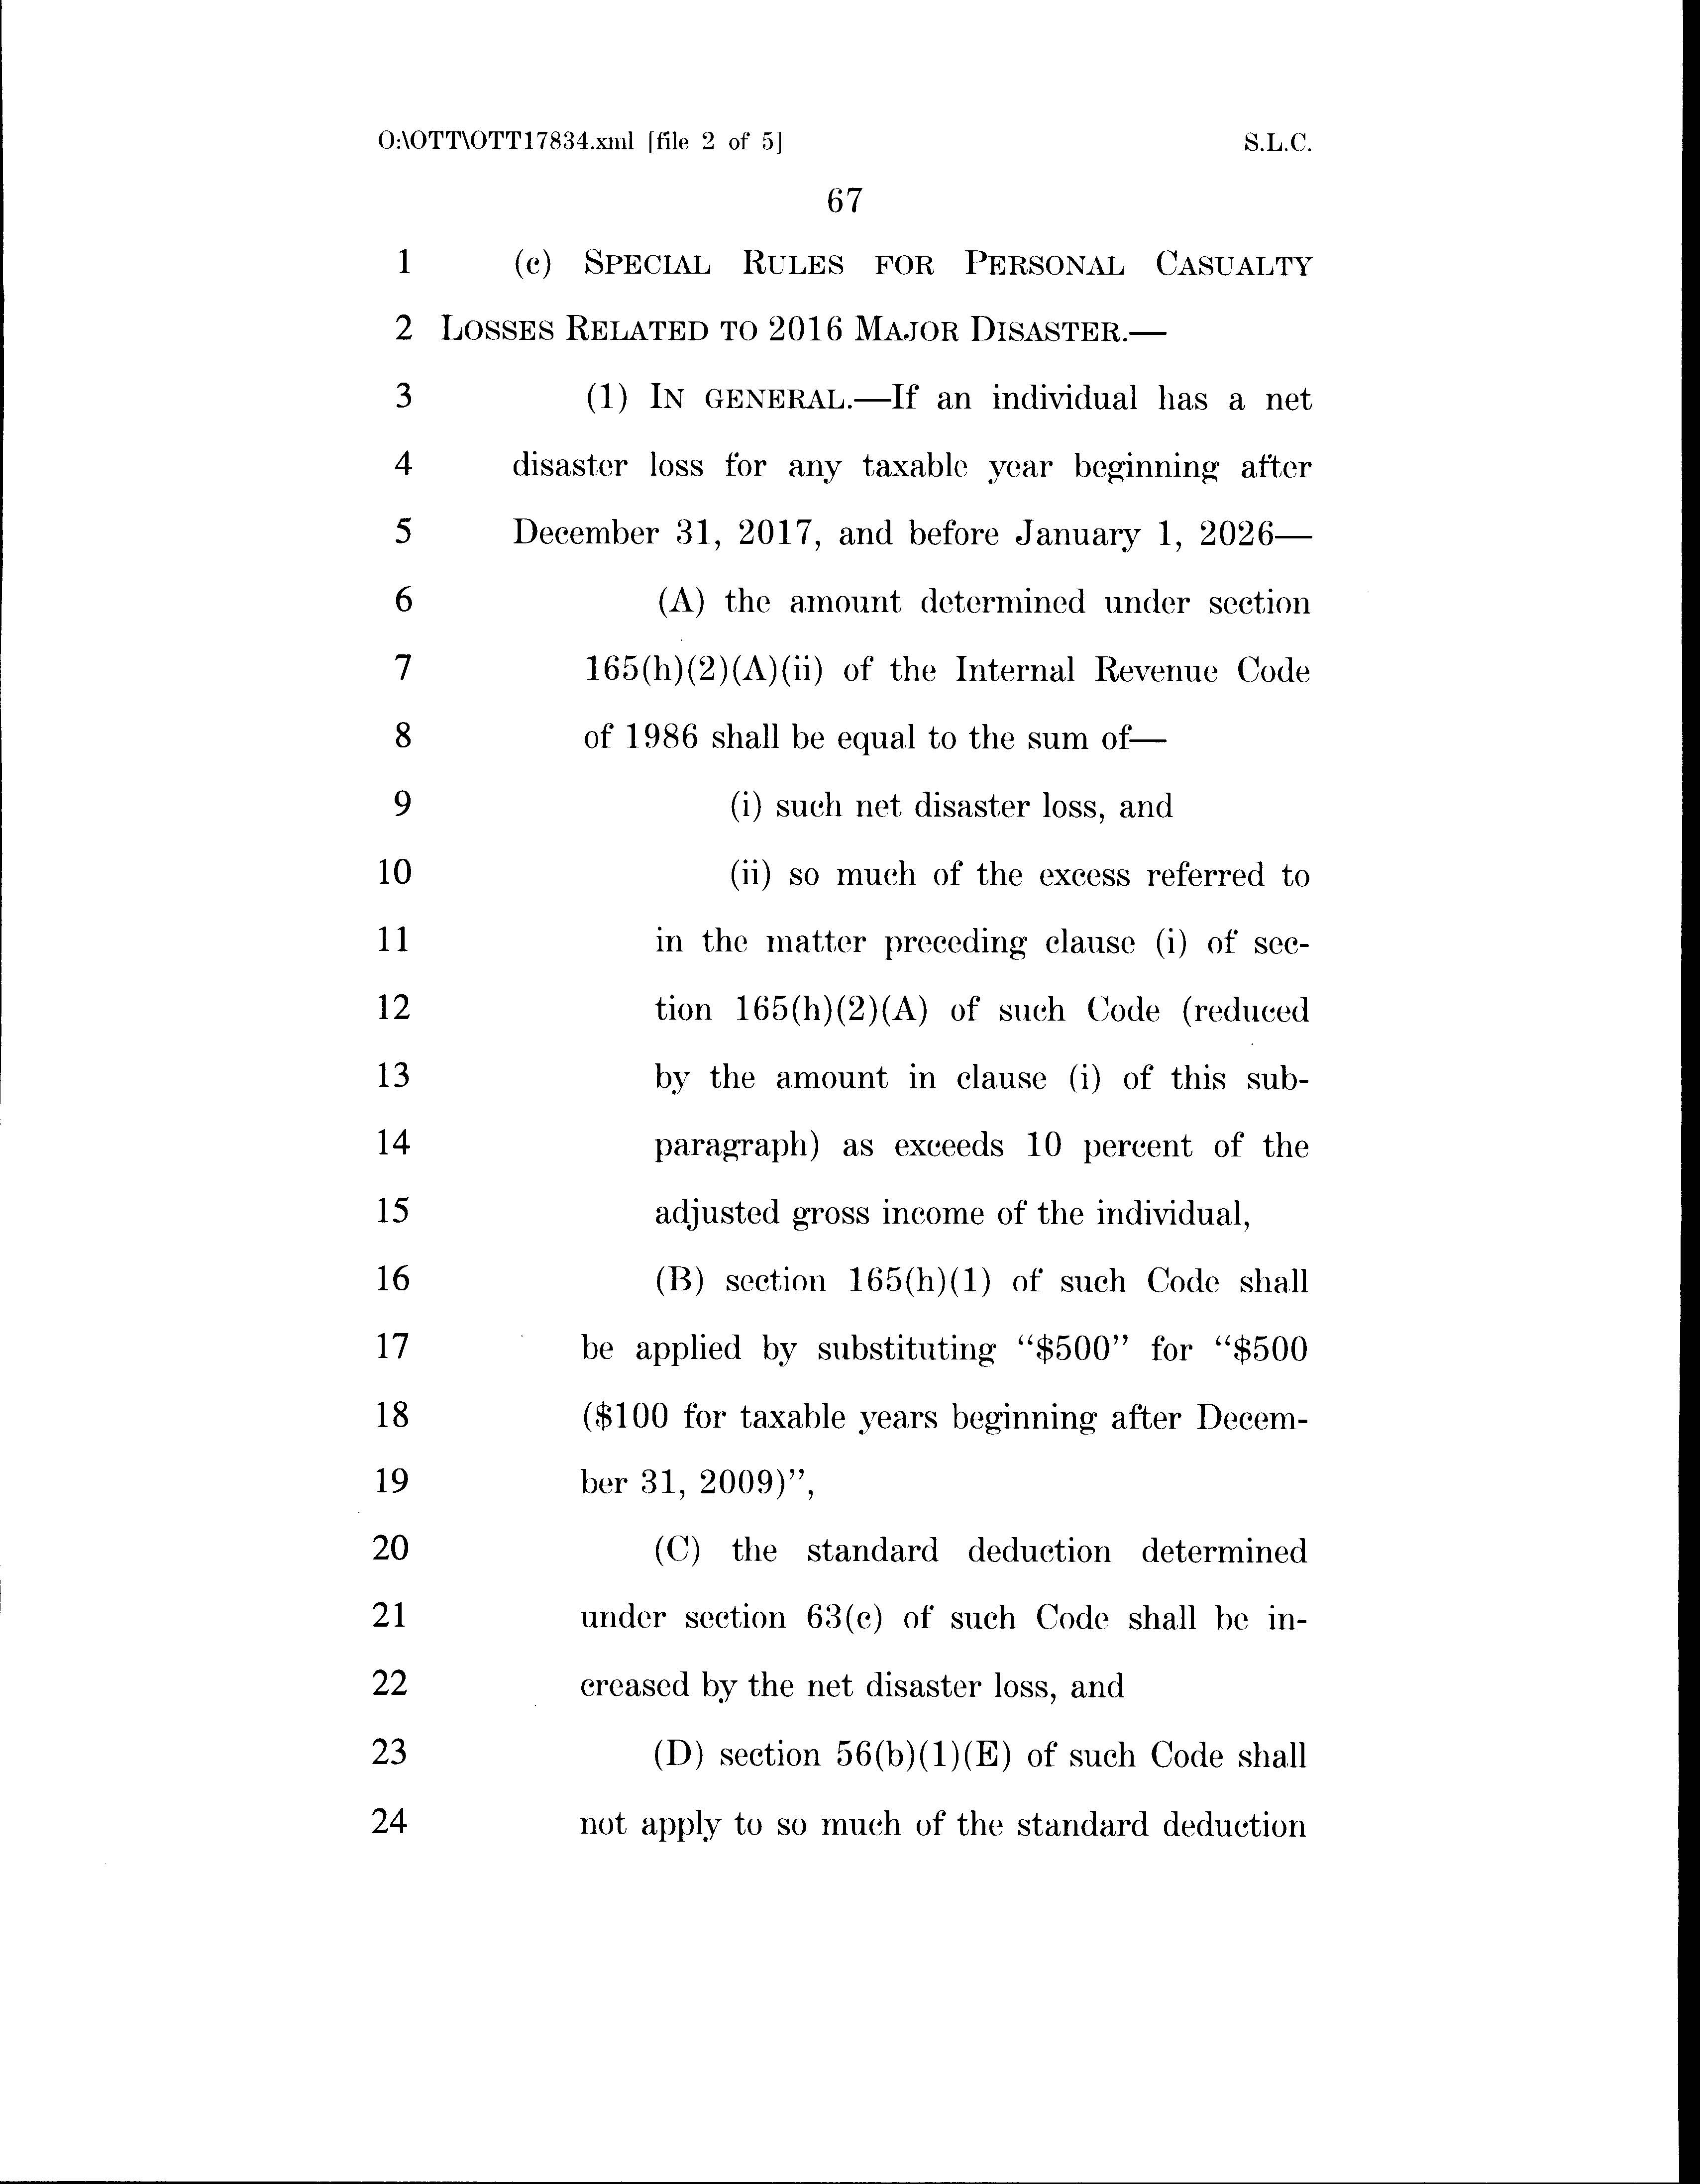 O:\OTT\OTT17834.xml [file 2 of 5] S.L.C.
67
1 (c) SPECIAL RULES FOR PERSONAL CASUALTY
2 LOSSES RELATED TO 2016 MAJOR DISASTER.—
3 (1) IN GENERAL.—If an individual has a net
4 disaster loss for any taxable year beginning after
5 December 31, 2017, and before January 1, 2026—
6 (A) the amount determined under section
7 165(h)(2)(A)(ii) of the Internal Revenue Code
8 of 1986 shall be equal to the sum of—
9 (i) such net disaster loss, and
10 (ii) so much of the excess referred to
11 in the matter preceding clause (i) of sec-
12 tion 165(h)(2)(A) of such Code (reduced
13 by the amount in clause (i) of this sub-
14 paragraph) as exceeds 10 percent of the
15 adjusted gross income of the individual,
16 (B) section 165(h)(1) of such Code shall
17 be applied by substituting “$500” for “$500
18 ($100 for taxable years beginning after Decem-
19 ber 31, 2009)”,
20 (C) the standard deduction determined
21 under section 63(c) of such Code shall be in-
22 creased by the net disaster loss, and
23 (D) section 56(b)(1)(E) of such Code shall
24 not apply to so much of the standard deduction